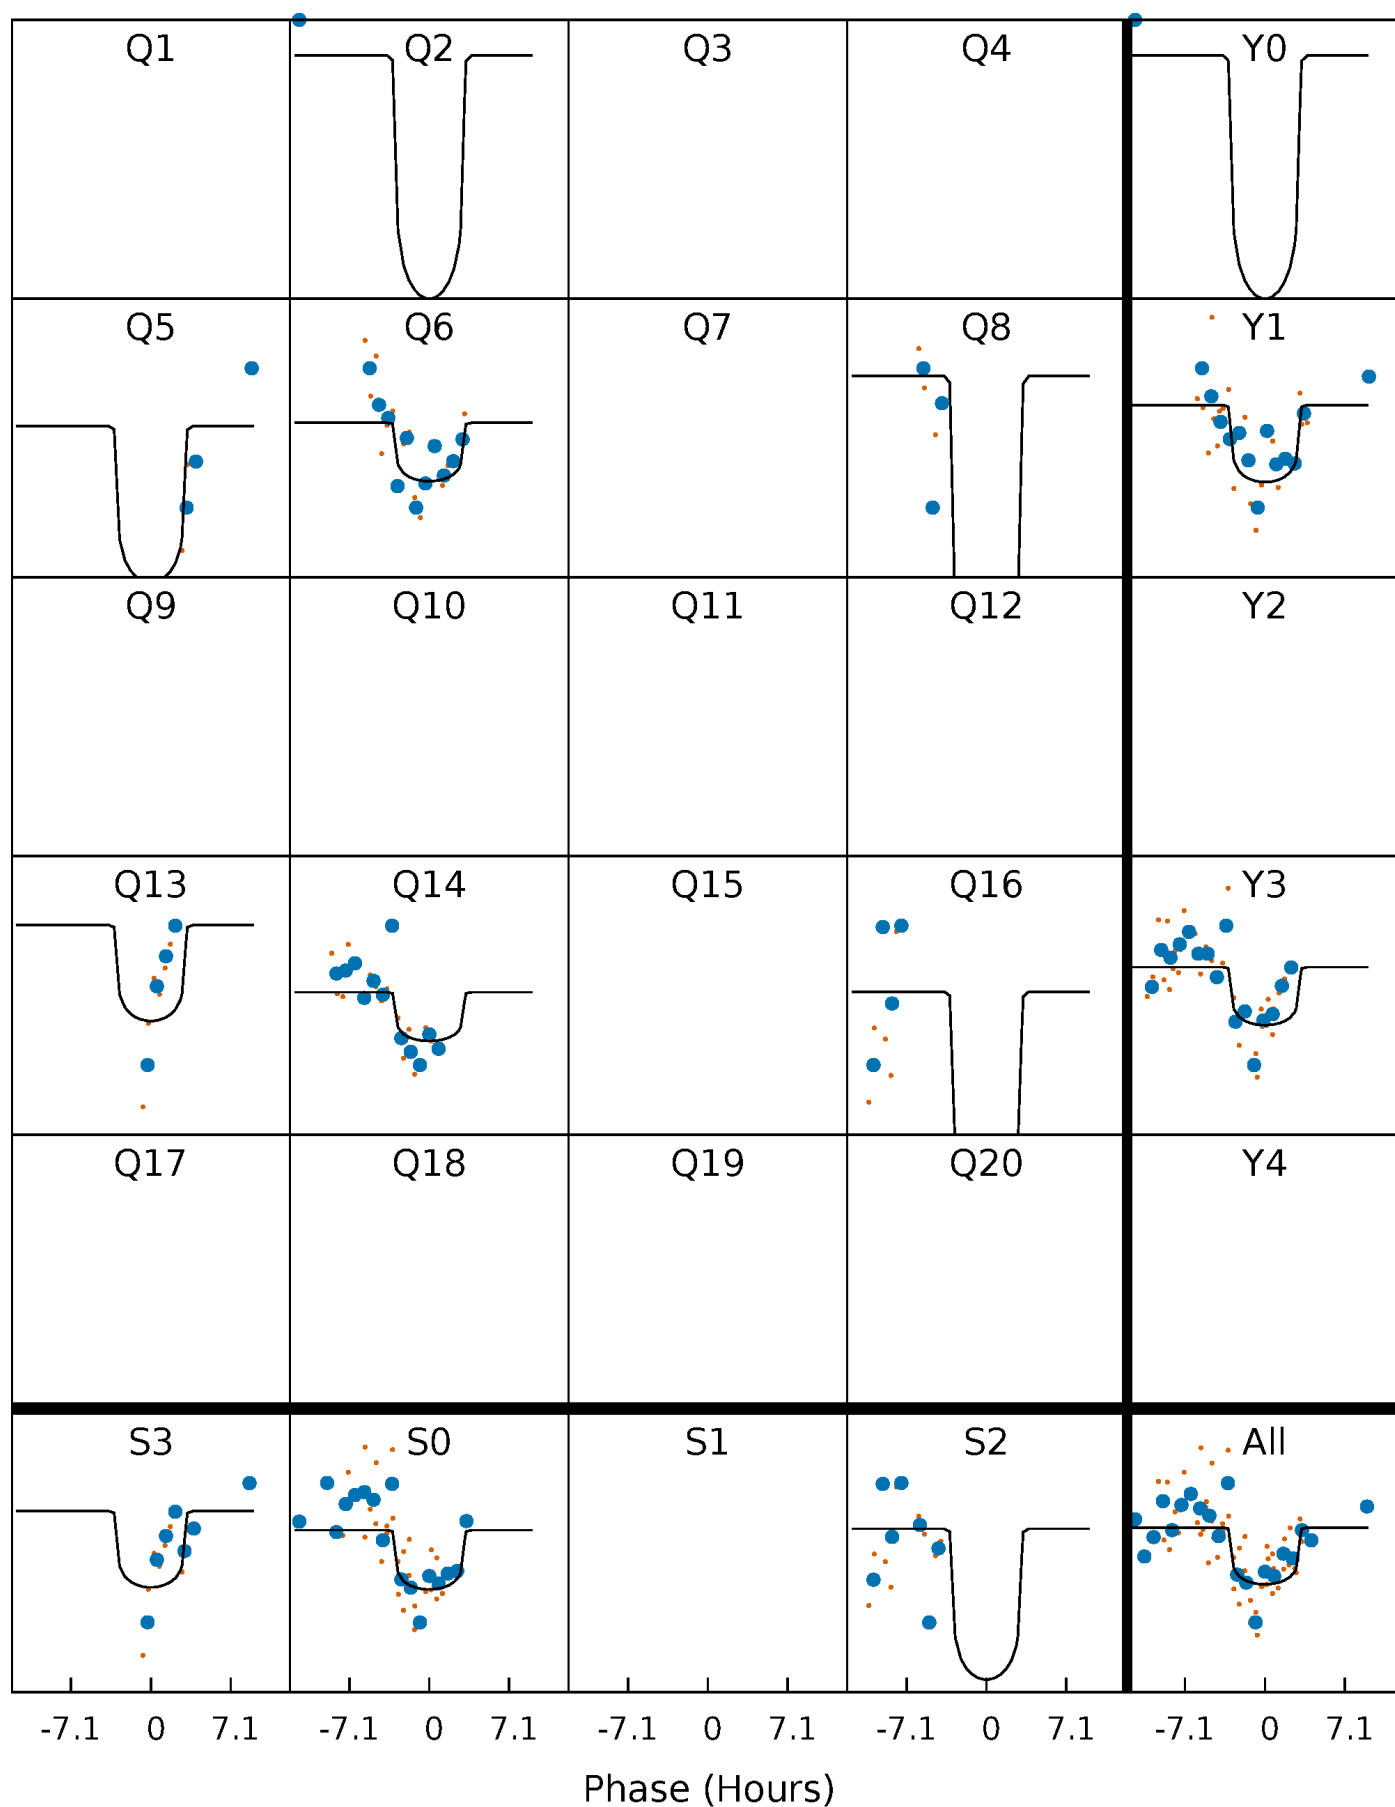 Q1 Q2 Q3 Q4 Y0
Q5 Q6 Q7 Q8 Y1
Q9 Q10 Q11 Q12 Y2
Q13 Q14 Q15 Q16 Y3
Q17 Q18 Q19 Q20 Y4
S3 S0 S1 S2 All
-7.1 0 7.1 -7.1 0 7.1 -7.1 0 7.1 -7.1 0 7.1 -7.1 0 7.1
Phase (Hours)